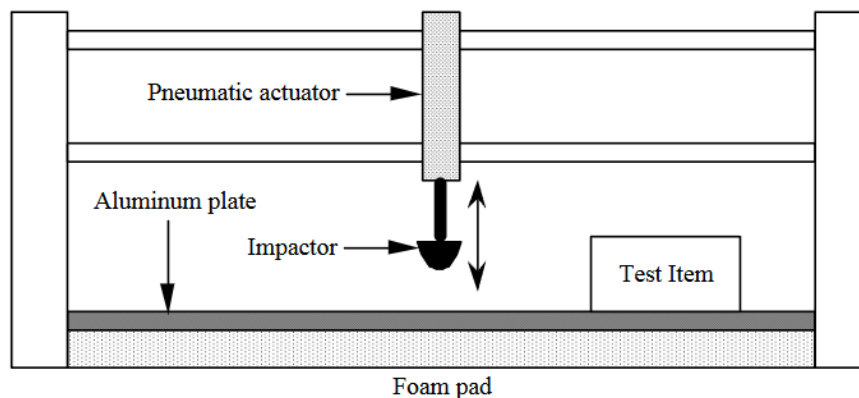 Pneumatic actuator
Aluminum plate
Impactor
Test Item
Foam pad